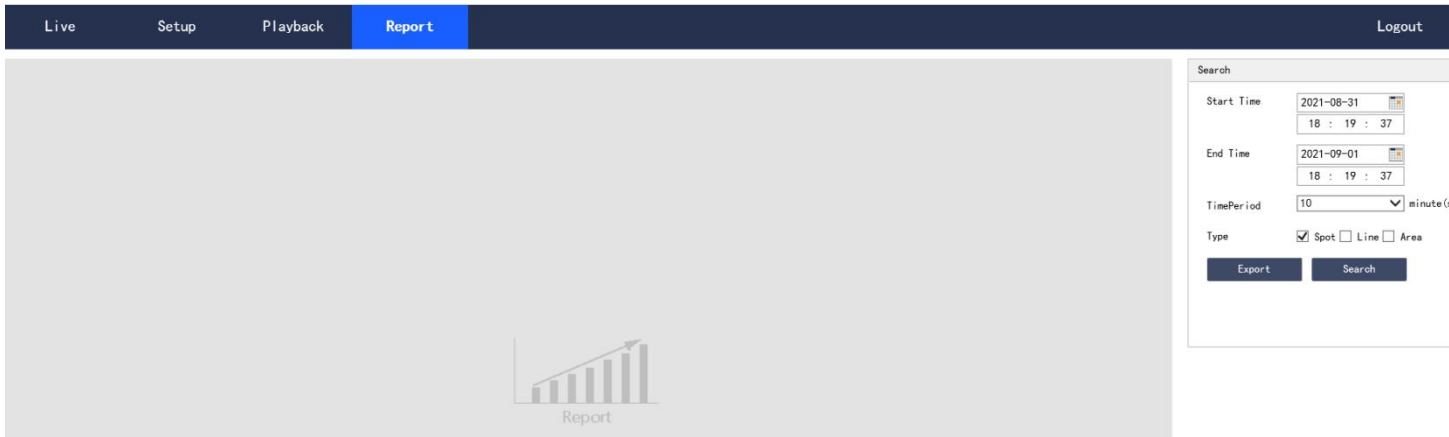 Live Setup Playback Report Logout
Search
Start Time 2021-08-31
18 : 19 : 37
End Time 2021-09-01
18 : 19 : 37
TimePeriod 10 minute(s
Type Spot Line Area
Export Search
Report